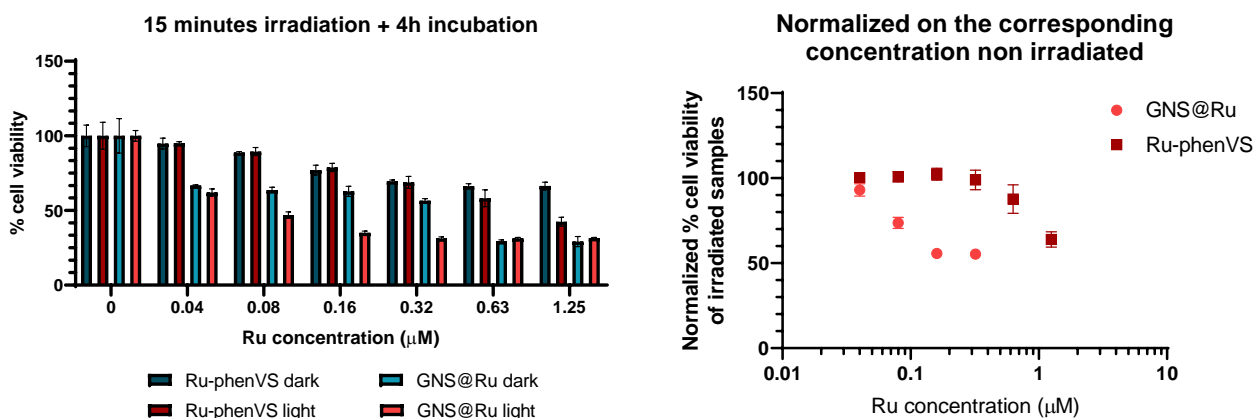 15 minutes irradiation + 4h incubation
% cell viability
150
100
50
0
0 0.04 0.08 0.16 0.32 0.63 1.25
Ru concentration (μM)
Ru-phenVS dark GNS@Ru dark
Ru-phenVS light GNS@Ru light
Normalized on the corresponding
concentration non irradiated
Normalized % cell viability
of irradiated samples
150
100
50
0
0.01 0.1 1 10
Ru concentration (μM)
GNS@Ru
Ru-phenVS